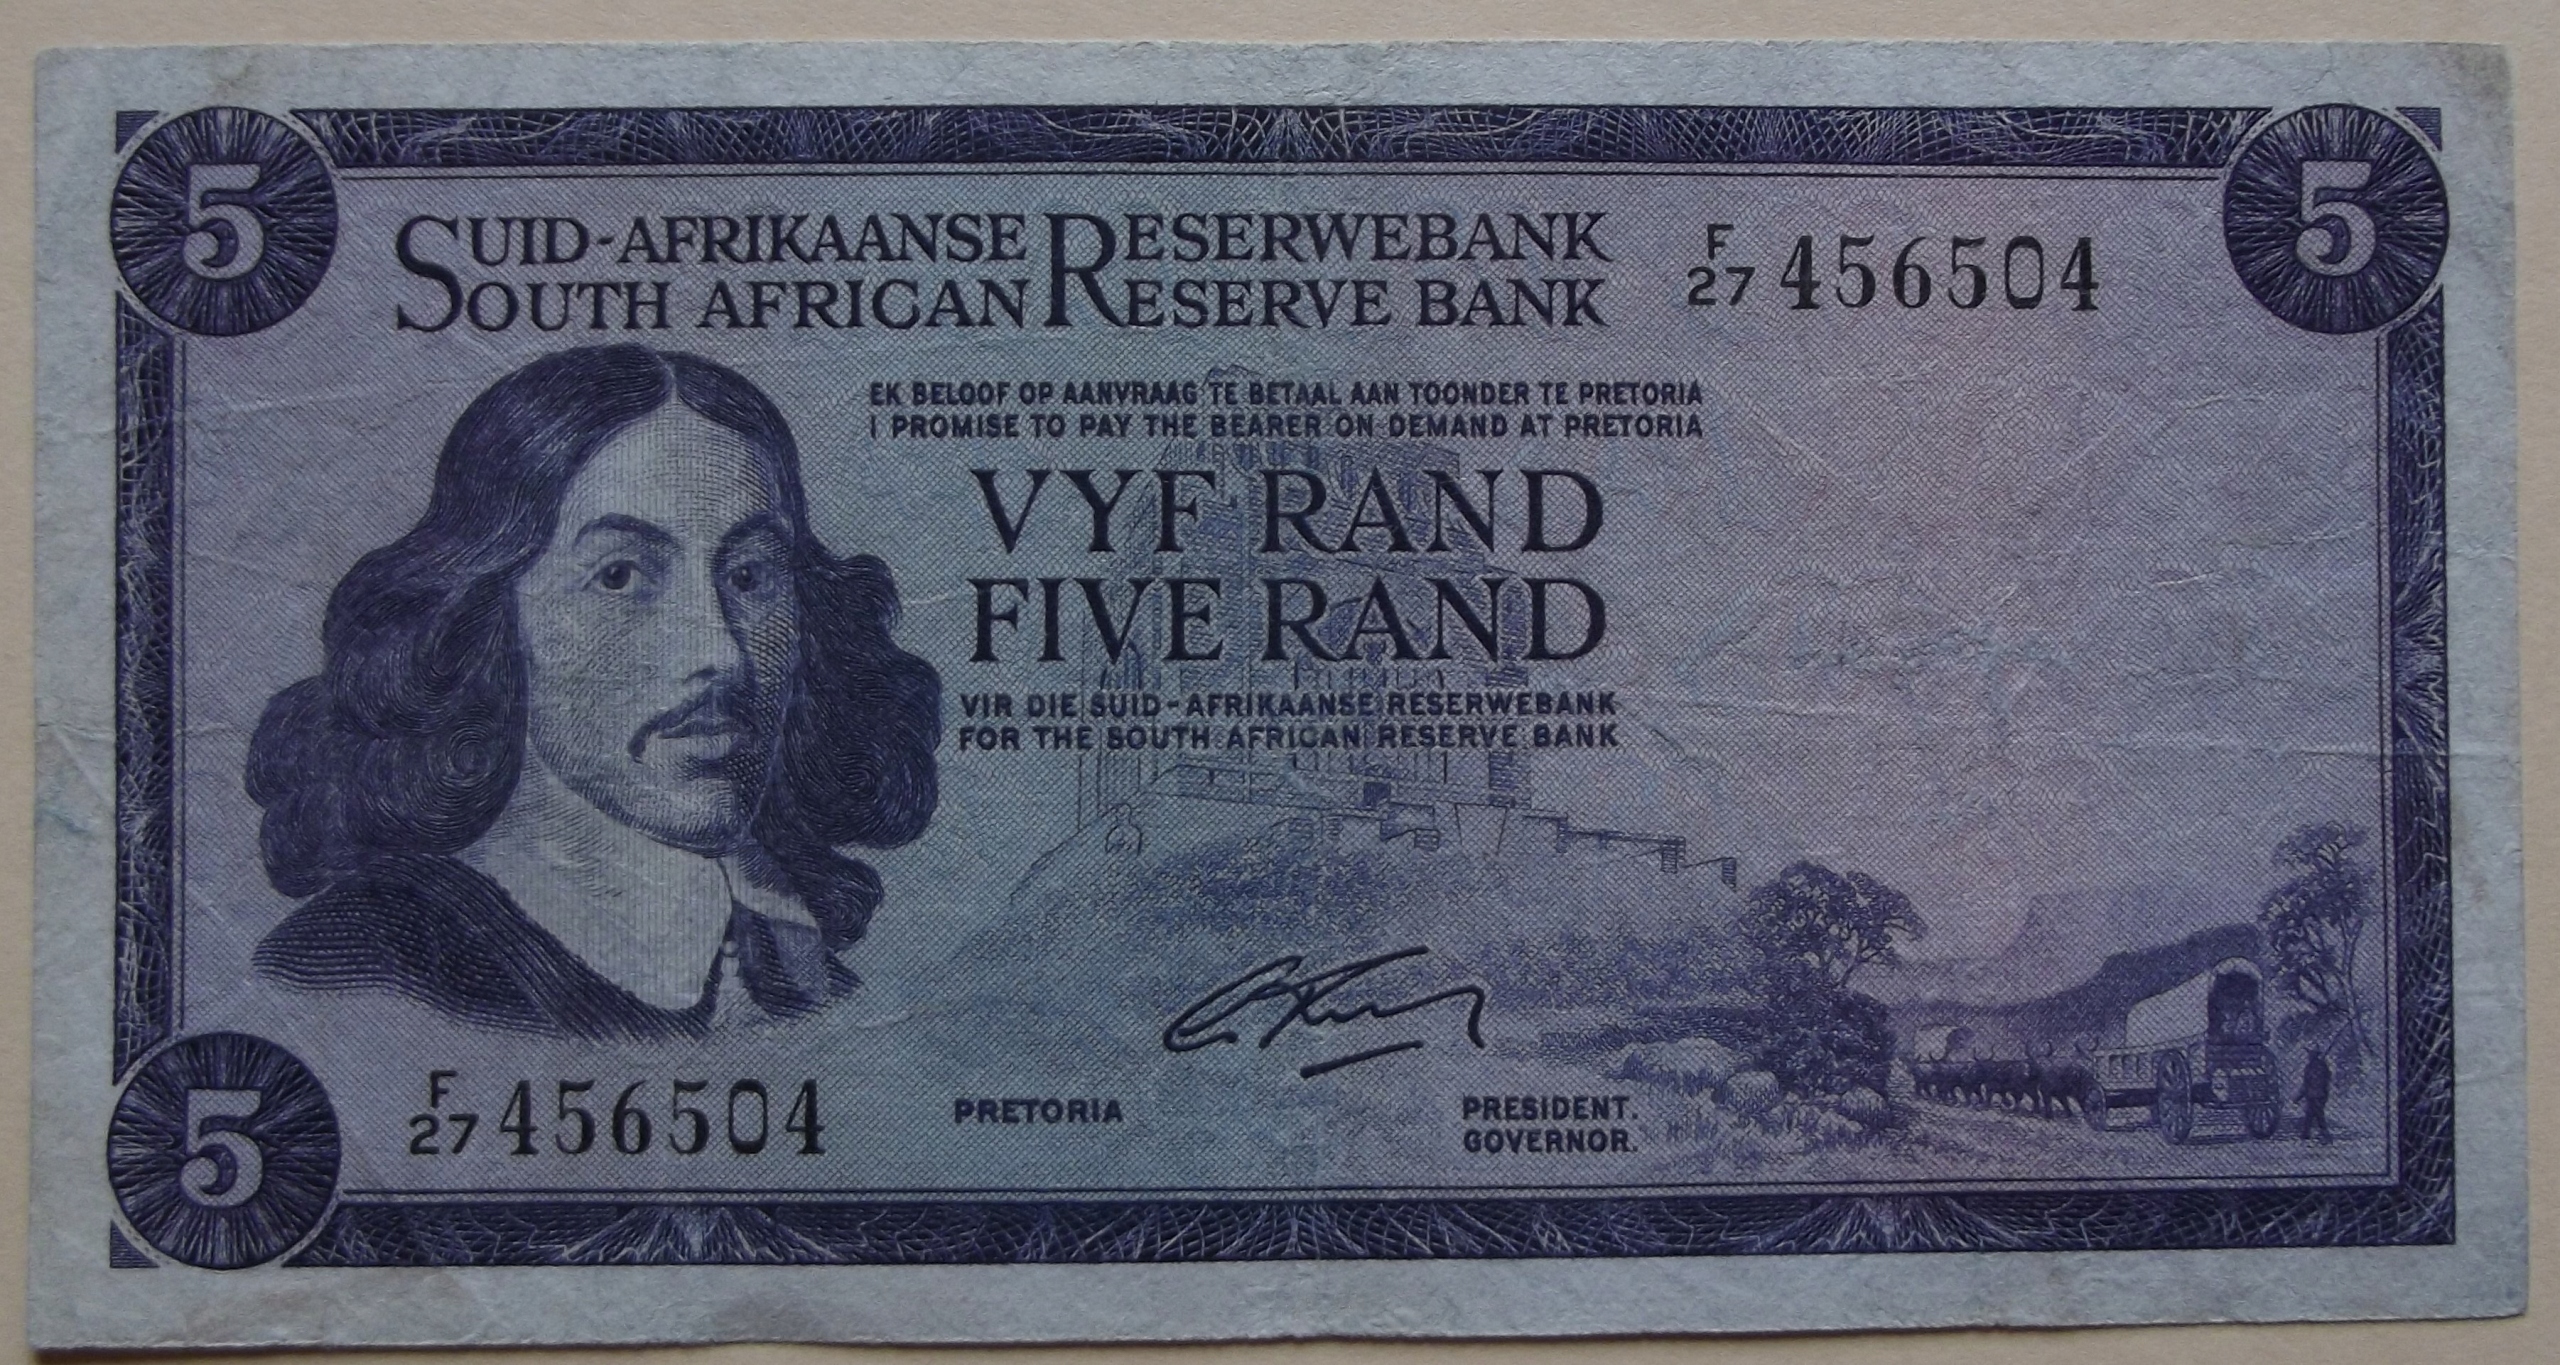 5
5
SUID-AFRIKAANSE RESERWEBANK
SOUTH AFRICAN RESERVE BANK
F/27 456504
EK BELOOF OP AANVRAAG TE BETAAL AAN TOONDER TE PRETORIA
I PROMISE TO PAY THE BEARER ON DEMAND AT PRETORIA
VYF RAND
FIVE RAND
VIR DIE SUID-AFRIKAANSE RESERWEBANK
FOR THE SOUTH AFRICAN RESERVE BANK
5
F/27 456504
PRETORIA
PRESIDENT.
GOVERNOR.